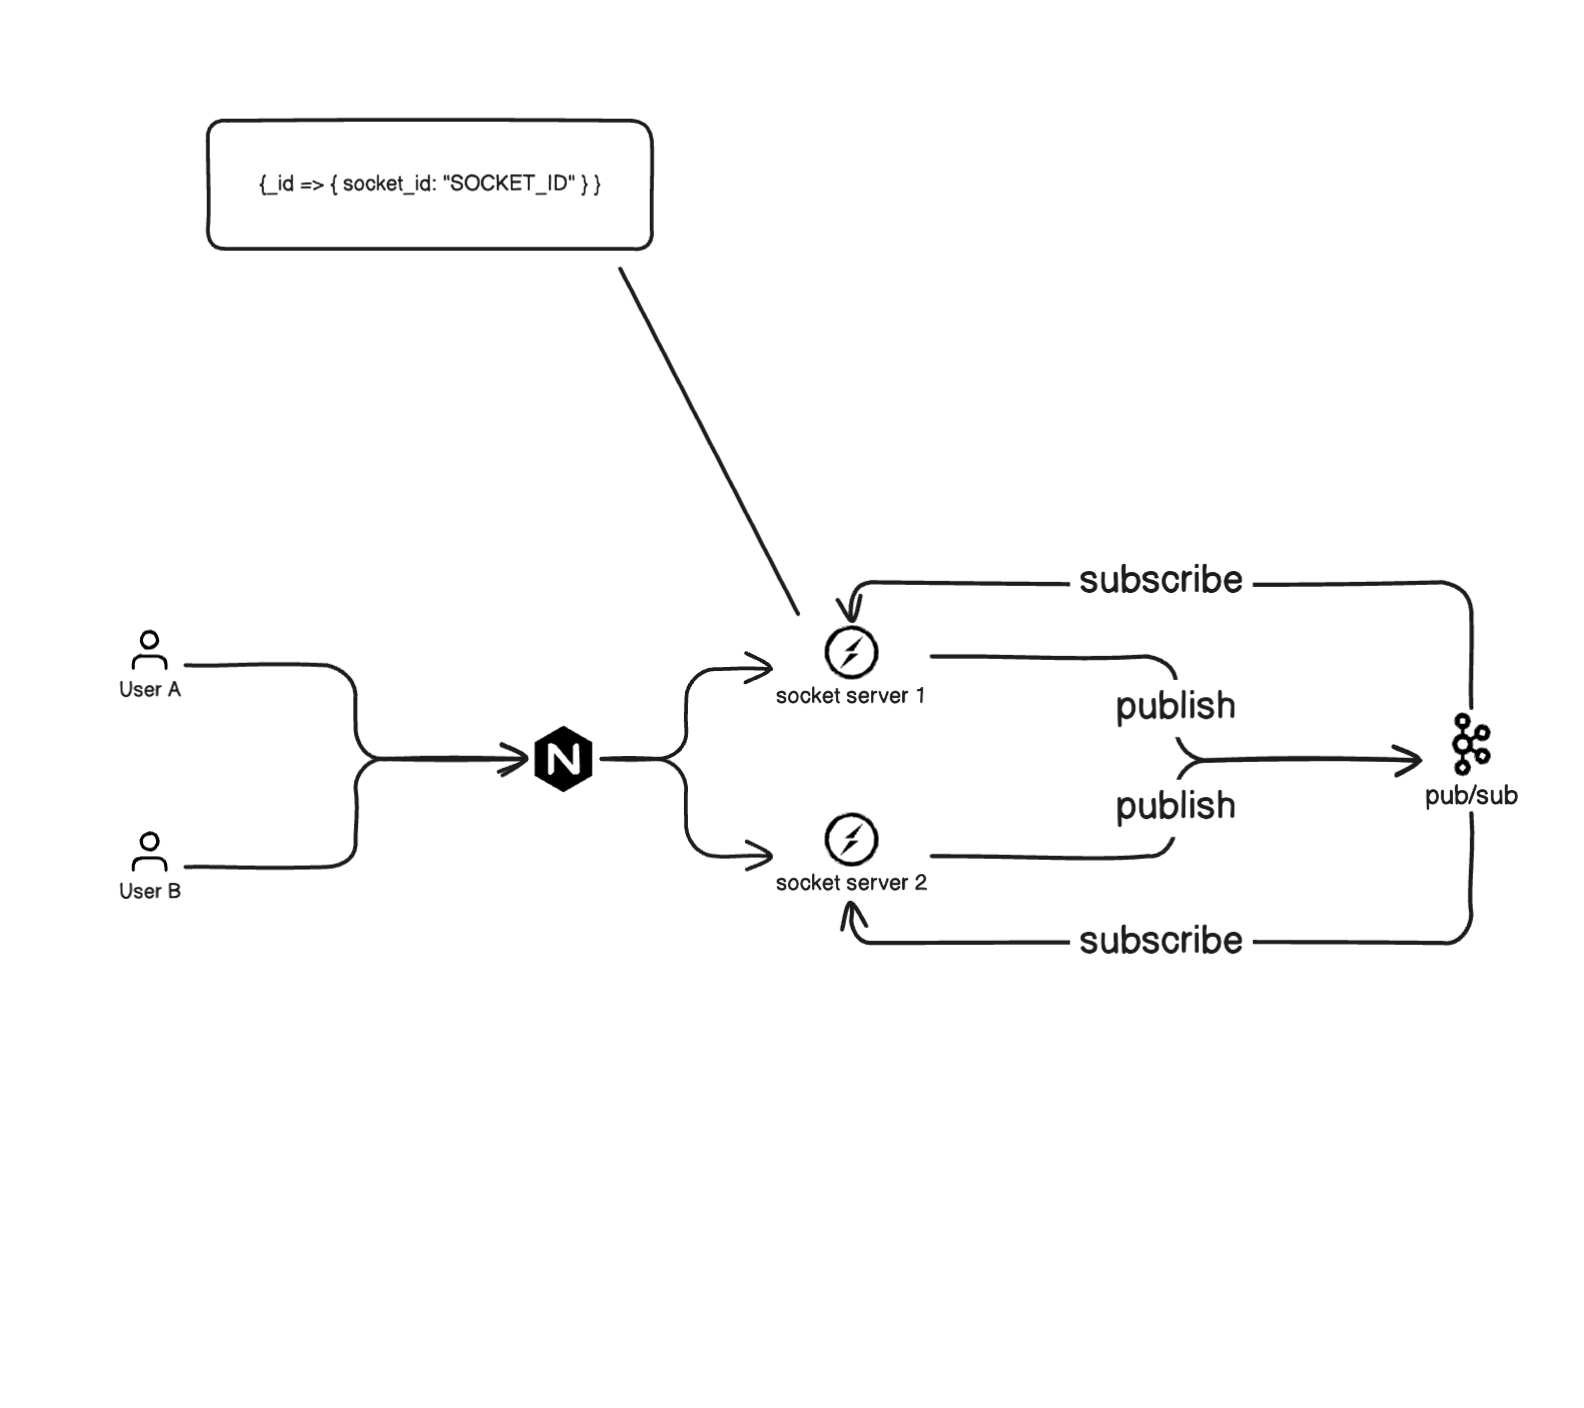 {_id => { socket_id: "SOCKET_ID" } }
subscribe
User A
socket server 1
publish
N
pub/sub
publish
socket server 2
User B
subscribe